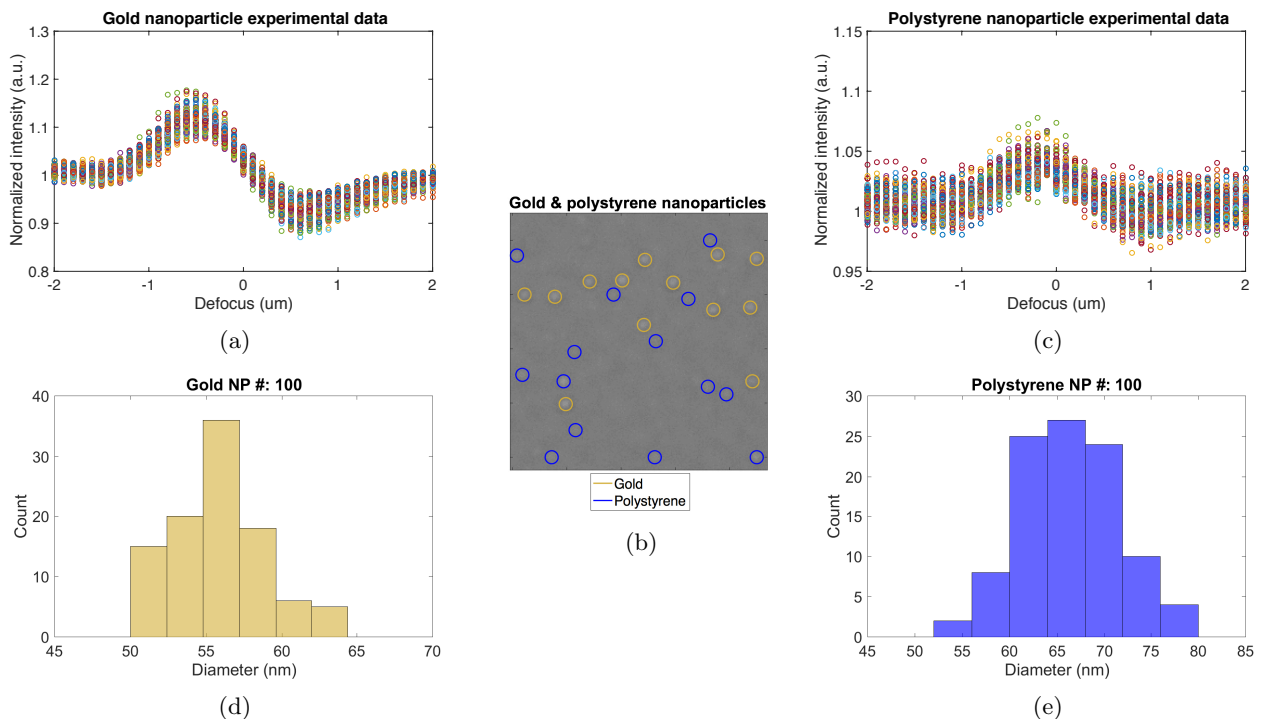 Gold nanoparticle experimental data
Normalized intensity (a.u.)
1.3
1.2
1.1
1
0.9
0.8
-2
-1
0
1
2
Defocus (um)
(a)
Gold & polystyrene nanoparticles
Gold
Polystyrene
(b)
Polystyrene nanoparticle experimental data
Normalized intensity (a.u.)
1.15
1.1
1.05
1
0.95
-2
-1
0
1
2
Defocus (um)
(c)
Gold NP #: 100
Count
40
30
20
10
0
45
50
55
60
65
70
Diameter (nm)
(d)
Polystyrene NP #: 100
Count
30
25
20
15
10
5
0
45
50
55
60
65
70
75
80
85
Diameter (nm)
(e)